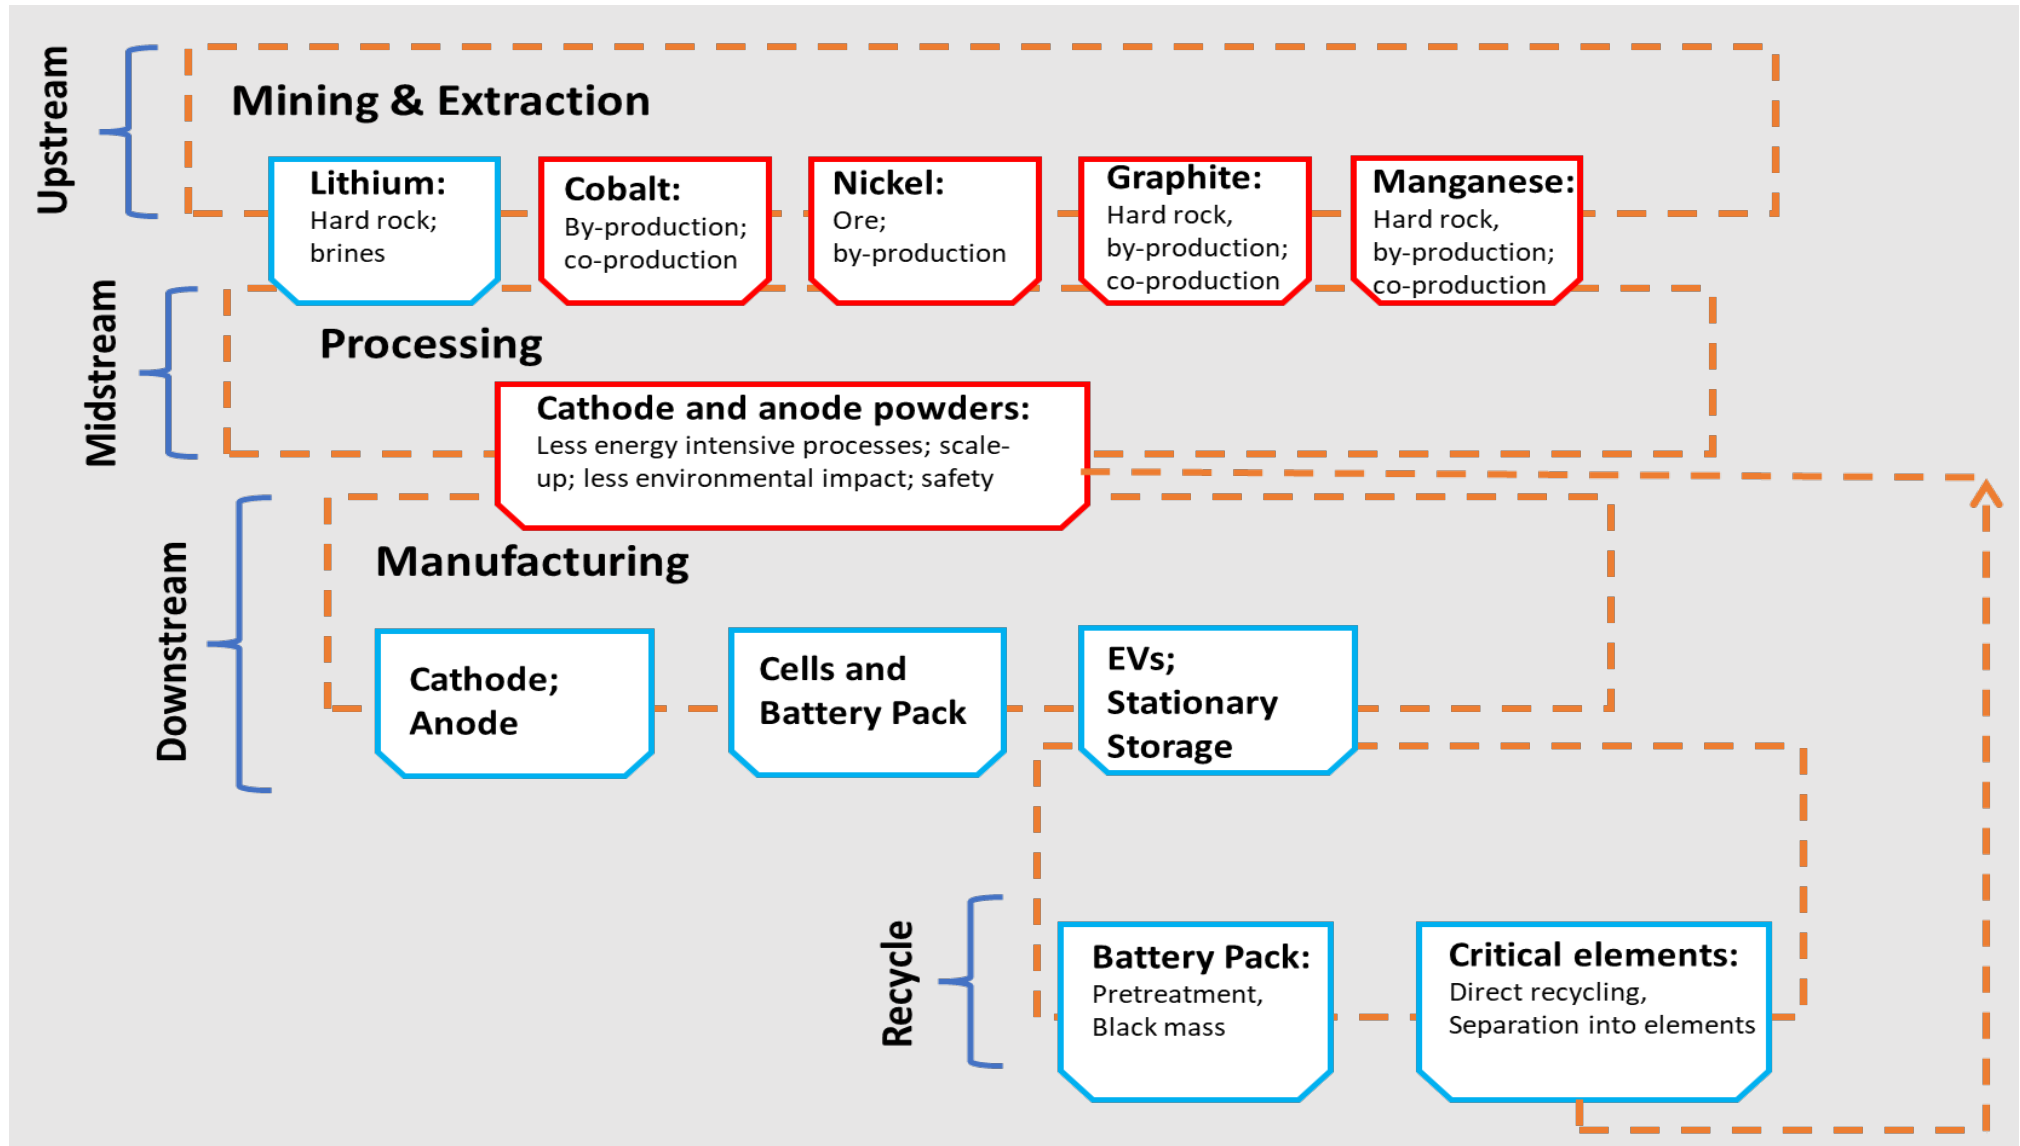 Upstream
Mining & Extraction
Lithium:
Hard rock;
brines
Cobalt:
By-production;
co-production
Nickel:
Ore;
by-production
Graphite:
Hard rock,
by-production;
co-production
Manganese:
Hard rock,
by-production;
co-production
Midstream
Processing
Cathode and anode powders:
Less energy intensive processes; scale-
up; less environmental impact; safety
Downstream
Manufacturing
Cathode;
Anode
Cells and
Battery Pack
EVs;
Stationary
Storage
Recycle
Battery Pack:
Pretreatment,
Black mass
Critical elements:
Direct recycling,
Separation into elements